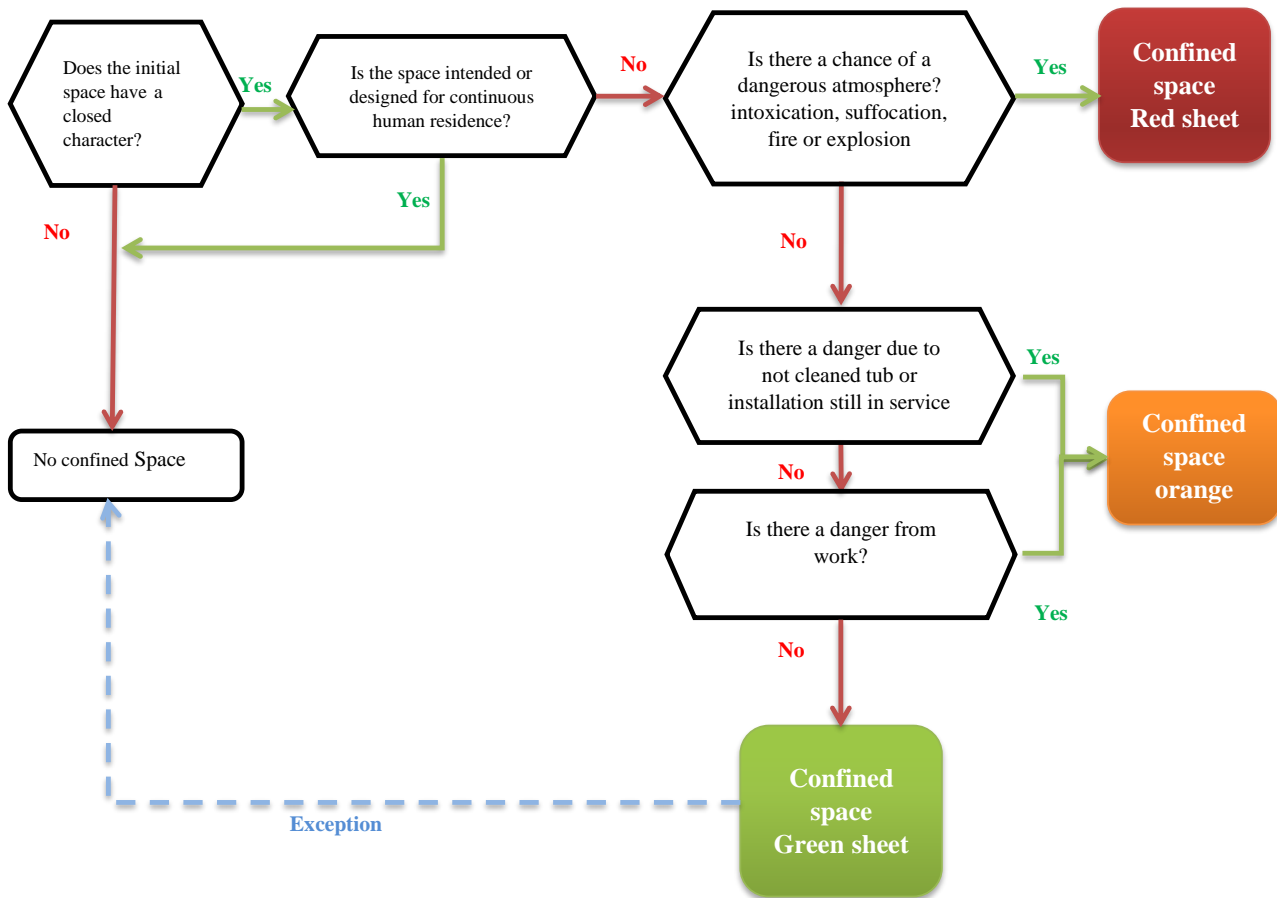 Does the initial
space have a
closed
character?
Yes
Is the space intended or
designed for continuous
human residence?
No
Is there a chance of a
dangerous atmosphere?
intoxication, suffocation,
fire or explosion
Yes
Confined
space
Red sheet
No
Yes
No
Is there a danger due to
not cleaned tub or
installation still in service
Yes
Confined
space
orange
No confined Space
No
Is there a danger from
work?
Yes
No
Confined
space
Green sheet
Exception